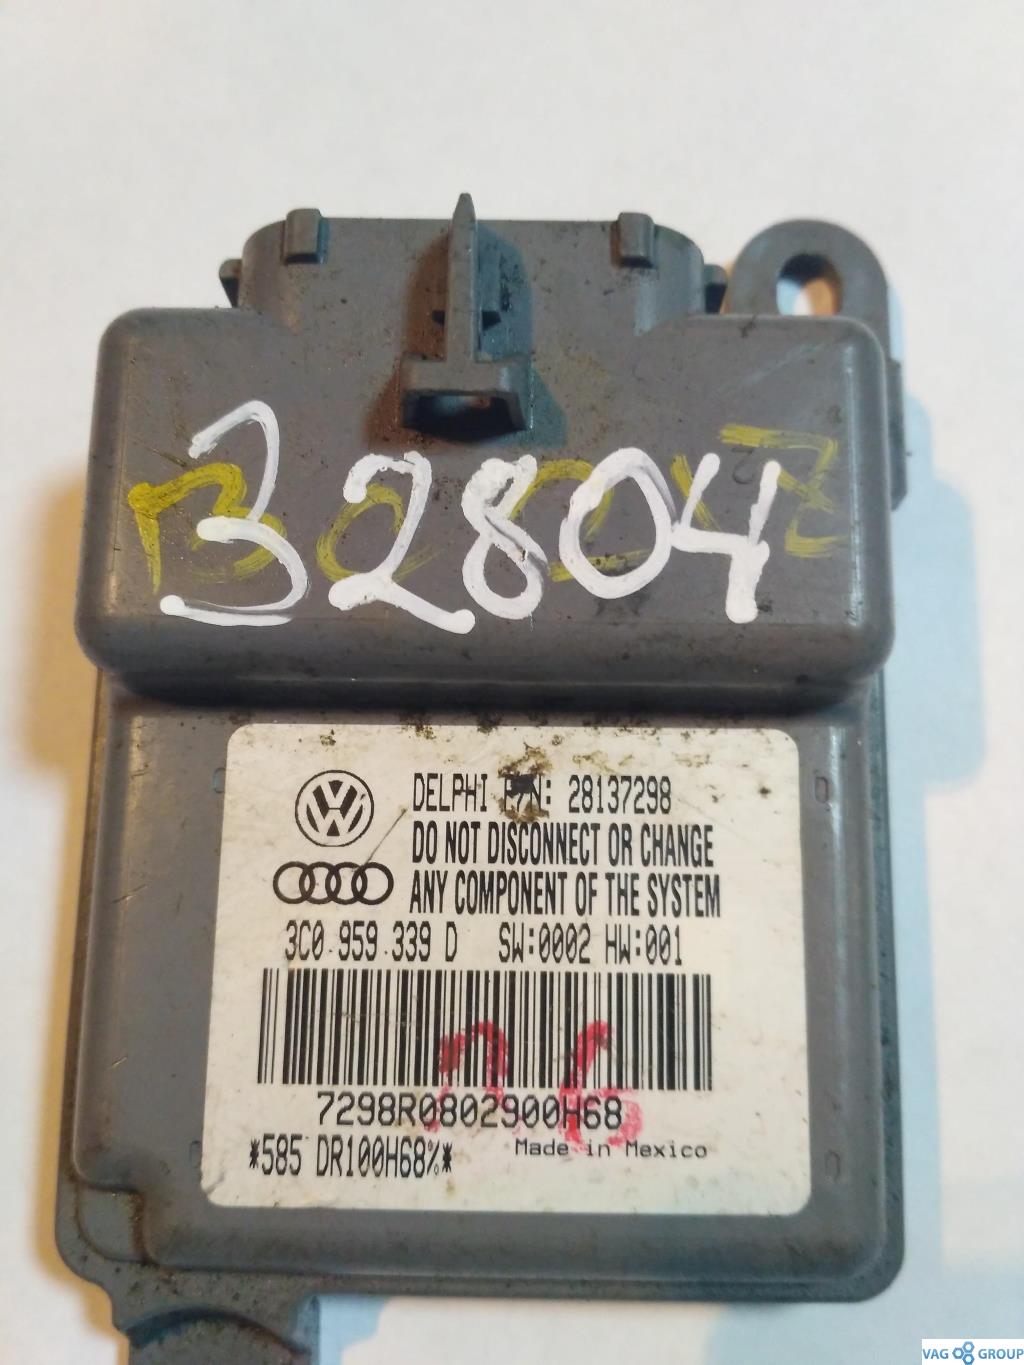 32804
DELPHI P/N: 28137298
DO NOT DISCONNECT OR CHANGE
ANY COMPONENT OF THE SYSTEM
3C0 959 339 D SW:0002 HW:001
7298R0802900H68
*585 DR100H68%*
Made in Mexico
VAG GROUP